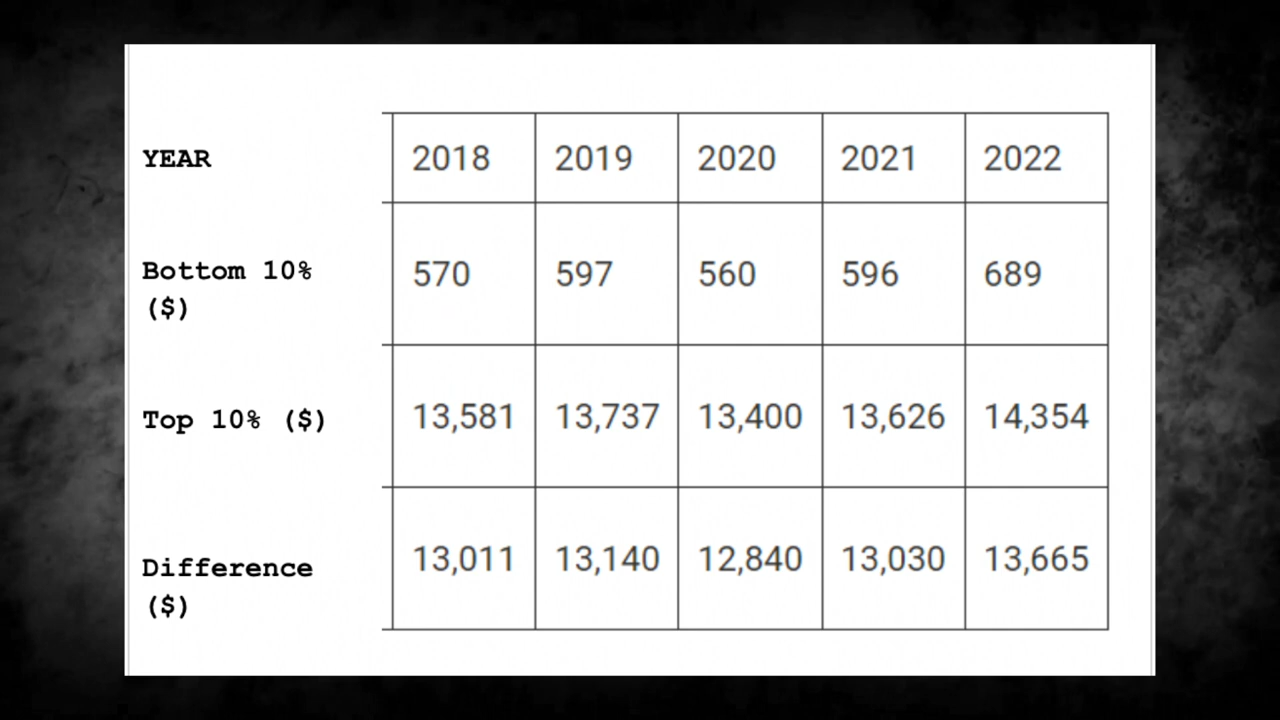 YEAR 2018 2019 2020 2021 2022
Bottom 10% 570 597 560 596 689
($)
Top 10% ($) 13,581 13,737 13,400 13,626 14,354
Difference 13,011 13,140 12,840 13,030 13,665
($)